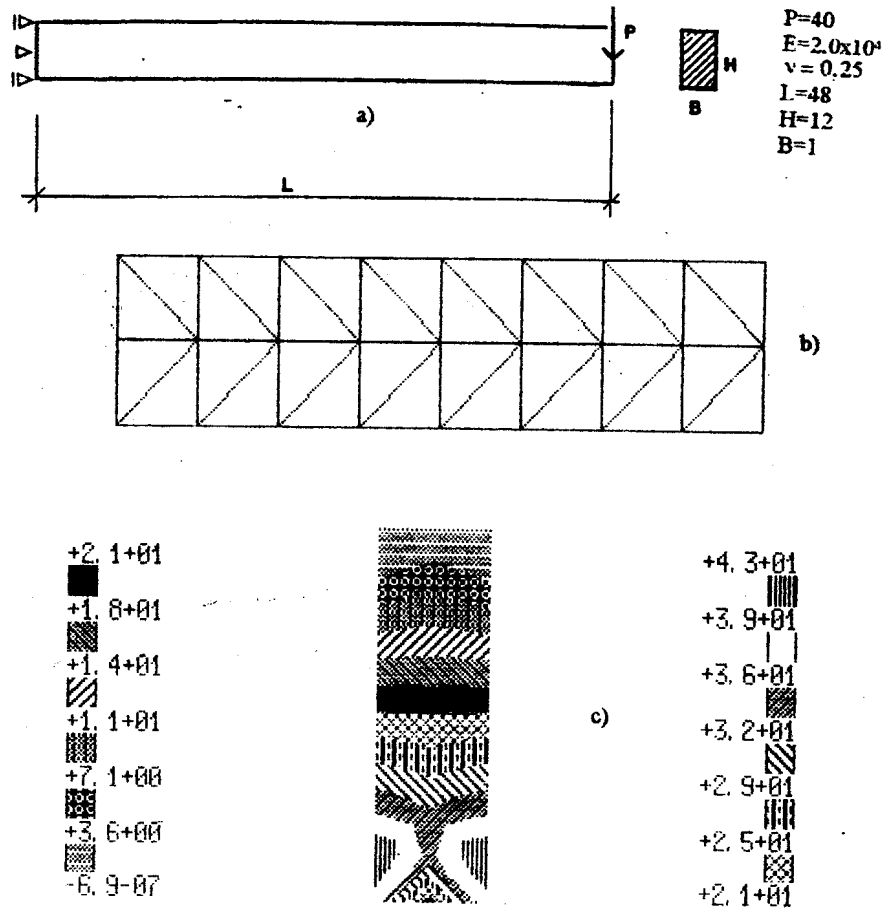 P
H
B
P=40
E=2.0x10⁴
ν = 0.25
L=48
H=12
B=1
a)
L
b)
+2. 1+01
+1. 8+01
+1. 4+01
+1. 1+01
+7. 1+00
+3. 6+00
-6. 9-07
c)
+4. 3+01
+3. 9+01
+3. 6+01
+3. 2+01
+2. 9+01
+2. 5+01
+2. 1+01